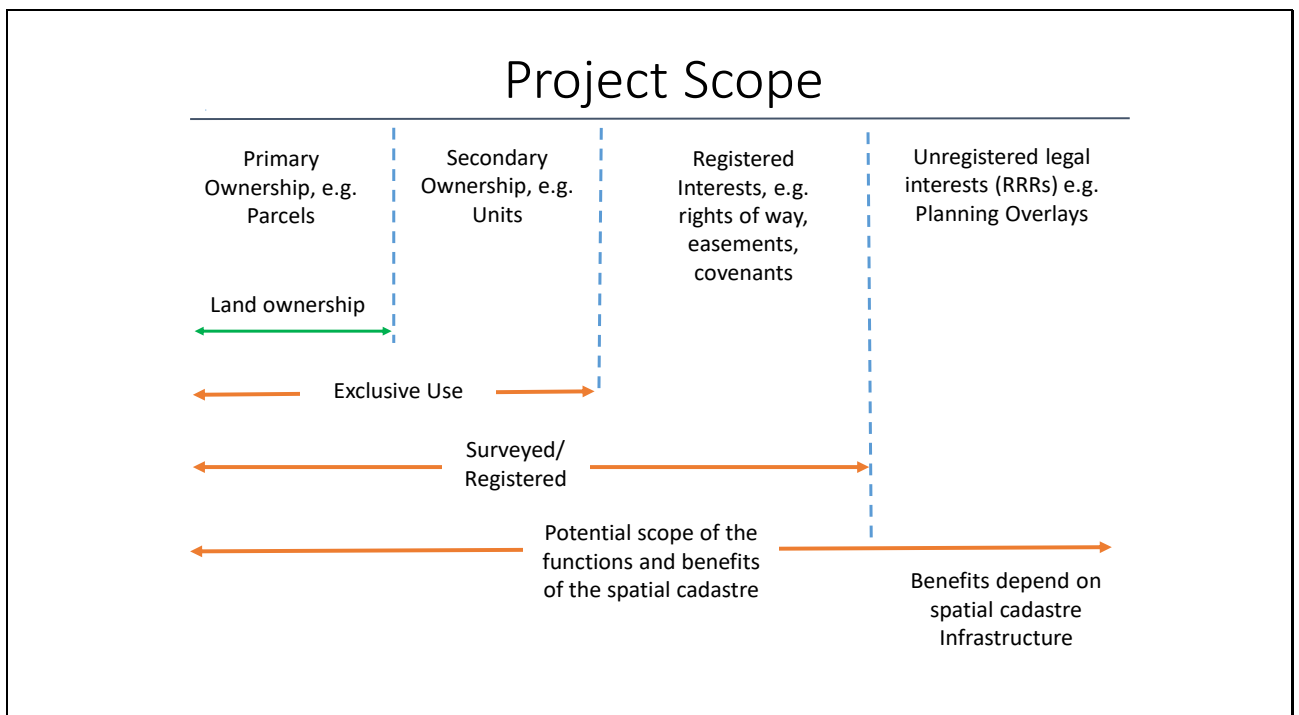 Project Scope
Primary
Ownership, e.g.
Parcels
Secondary
Ownership, e.g.
Units
Registered
Interests, e.g.
rights of way,
easements,
covenants
Unregistered legal
interests (RRRs) e.g.
Planning Overlays
Land ownership
Exclusive Use
Surveyed/
Registered
Potential scope of the
functions and benefits
of the spatial cadastre
Benefits depend on
spatial cadastre
Infrastructure